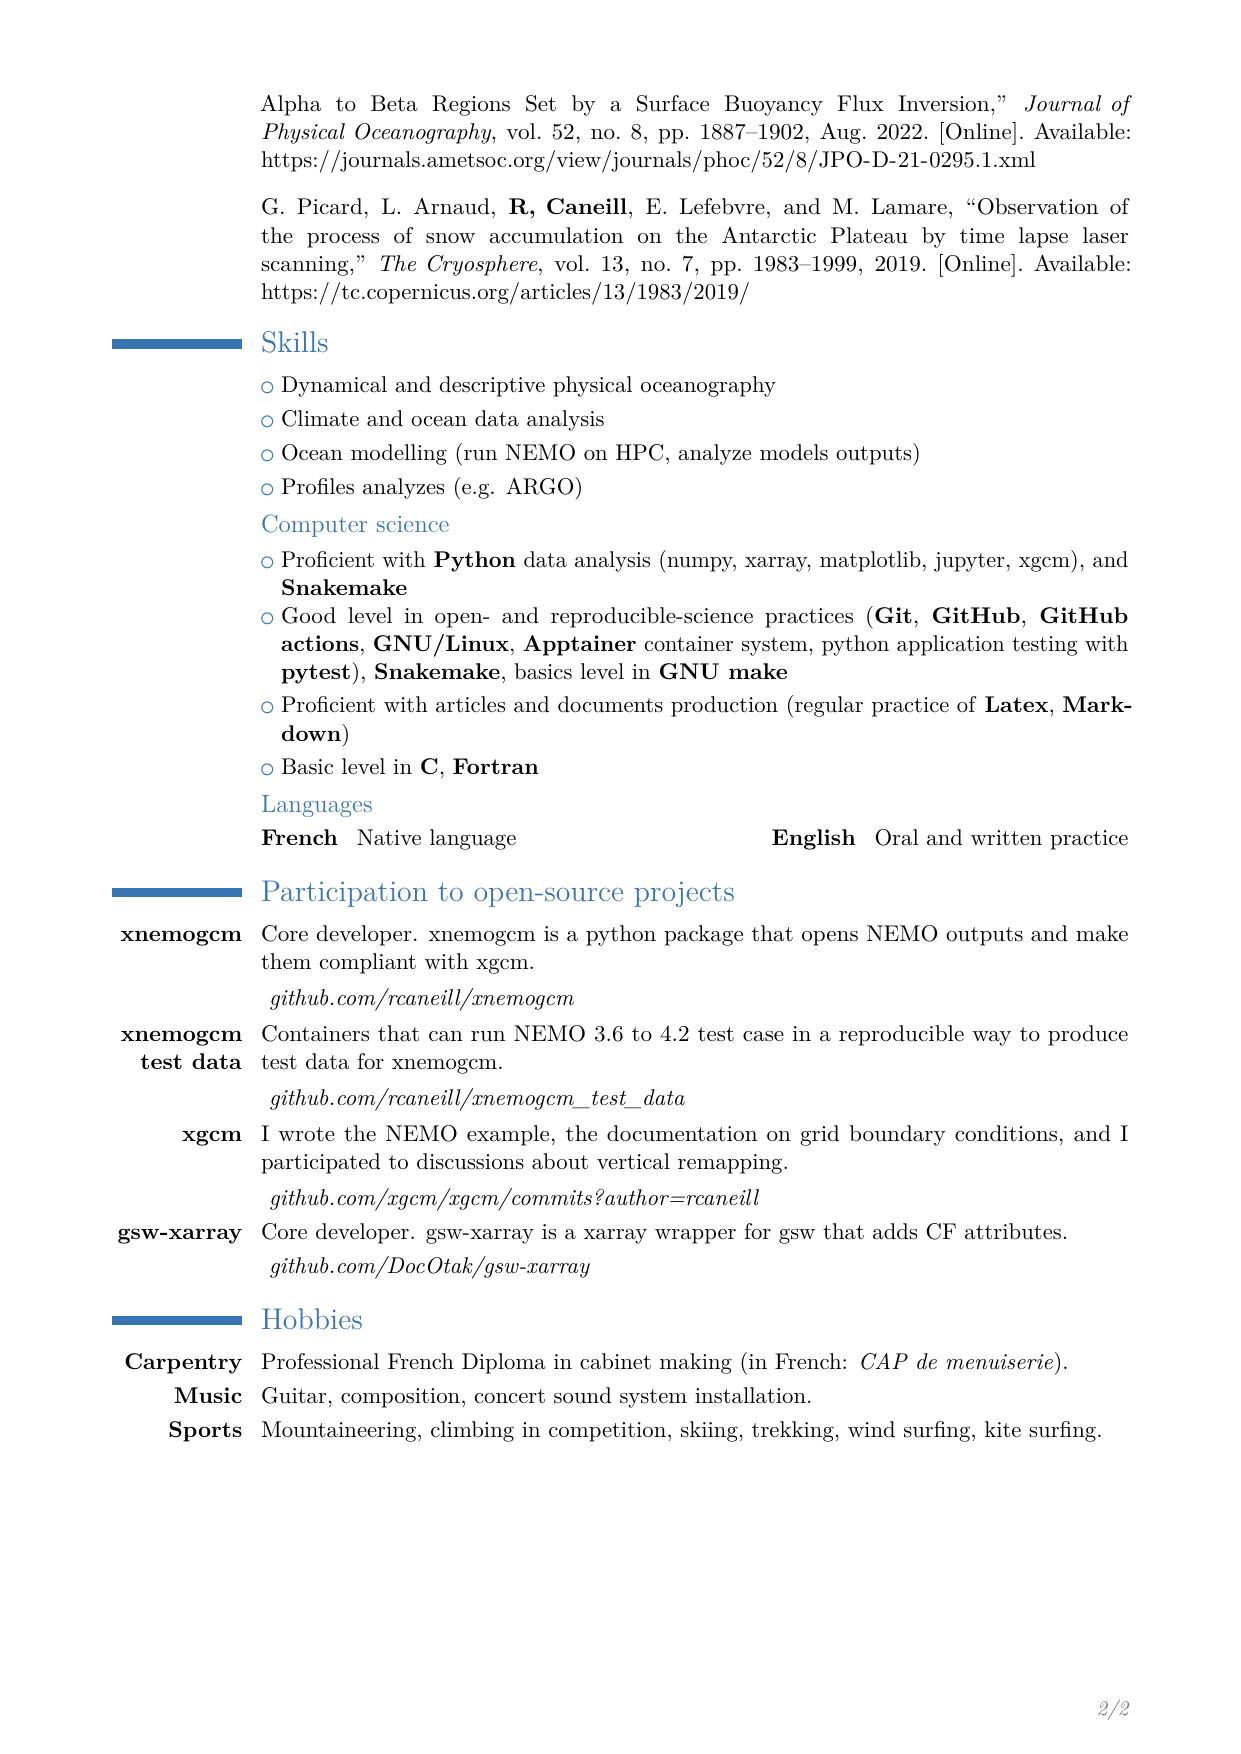 Alpha to Beta Regions Set by a Surface Buoyancy Flux Inversion,” Journal of
Physical Oceanography, vol. 52, no. 8, pp. 1887–1902, Aug. 2022. [Online]. Available:
https://journals.ametsoc.org/view/journals/phoc/52/8/JPO-D-21-0295.1.xml
G. Picard, L. Arnaud, R, Caneill, E. Lefebvre, and M. Lamare, “Observation of
the process of snow accumulation on the Antarctic Plateau by time lapse laser
scanning,” The Cryosphere, vol. 13, no. 7, pp. 1983–1999, 2019. [Online]. Available:
https://tc.copernicus.org/articles/13/1983/2019/
Skills
○ Dynamical and descriptive physical oceanography
○ Climate and ocean data analysis
○ Ocean modelling (run NEMO on HPC, analyze models outputs)
○ Profiles analyzes (e.g. ARGO)
Computer science
○ Proficient with Python data analysis (numpy, xarray, matplotlib, jupyter, xgcm), and
Snakemake
○ Good level in open- and reproducible-science practices (Git, GitHub, GitHub
actions, GNU/Linux, Apptainer container system, python application testing with
pytest), Snakemake, basics level in GNU make
○ Proficient with articles and documents production (regular practice of Latex, Mark-
down)
○ Basic level in C, Fortran
Languages
French Native language English Oral and written practice
Participation to open-source projects
xnemogcm Core developer. xnemogcm is a python package that opens NEMO outputs and make
them compliant with xgcm.
github.com/rcaneill/xnemogcm
xnemogcm Containers that can run NEMO 3.6 to 4.2 test case in a reproducible way to produce
test data test data for xnemogcm.
github.com/rcaneill/xnemogcm_test_data
xgcm I wrote the NEMO example, the documentation on grid boundary conditions, and I
participated to discussions about vertical remapping.
github.com/xgcm/xgcm/commits?author=rcaneill
gsw-xarray Core developer. gsw-xarray is a xarray wrapper for gsw that adds CF attributes.
github.com/DocOtak/gsw-xarray
Hobbies
Carpentry Professional French Diploma in cabinet making (in French: CAP de menuiserie).
Music Guitar, composition, concert sound system installation.
Sports Mountaineering, climbing in competition, skiing, trekking, wind surfing, kite surfing.
2/2